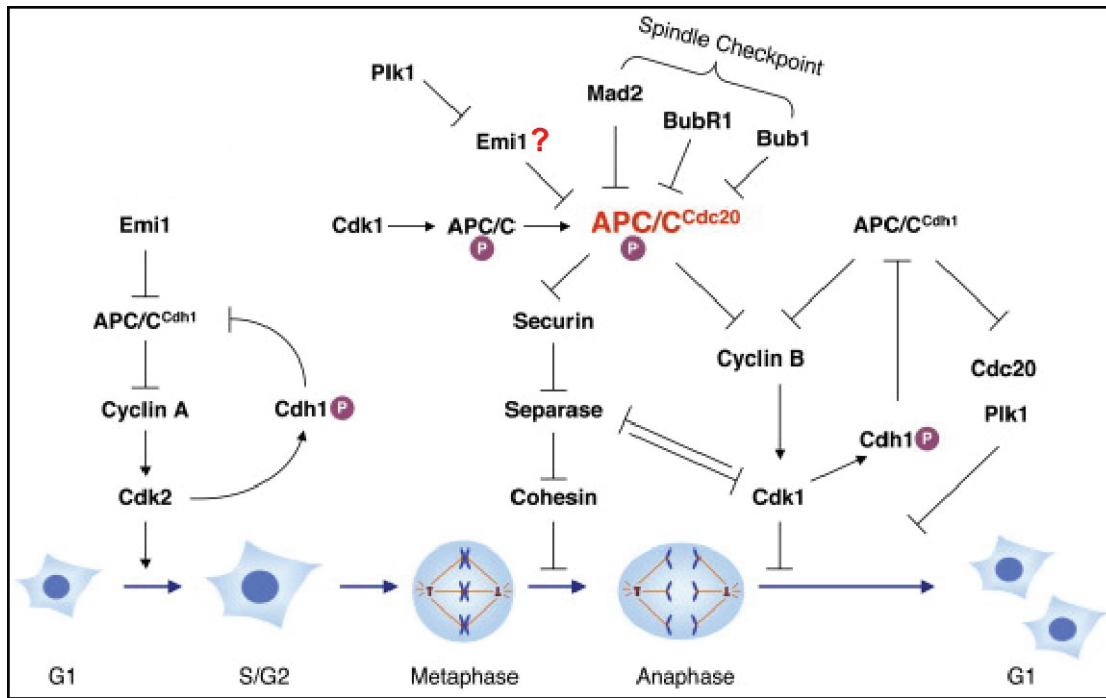 Spindle Checkpoint
Plk1
Mad2
BubR1
Bub1
Emi1?
Emi1
Cdk1
APC/C
P
APC/CCdc20
P
APC/CCdh1
APC/CCdh1
Securin
Cyclin B
Cdc20
Cyclin A
Cdh1 P
Separase
Plk1
Cdh1 P
Cdk2
Cohesin
Cdk1
G1
S/G2
Metaphase
Anaphase
G1